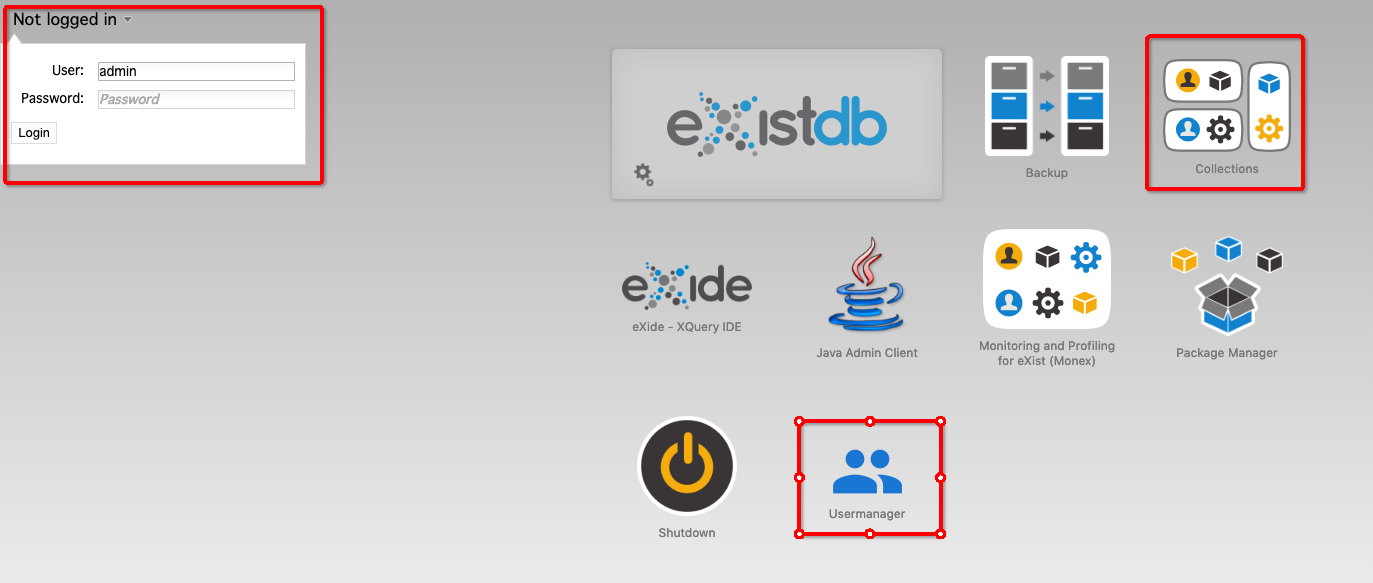 Not logged in
User: admin
Password: Password
Login
eXistdb
Backup
Collections
eXide
eXide - XQuery IDE
Java Admin Client
Monitoring and Profiling
for eXist (Monex)
Package Manager
Shutdown
Usermanager